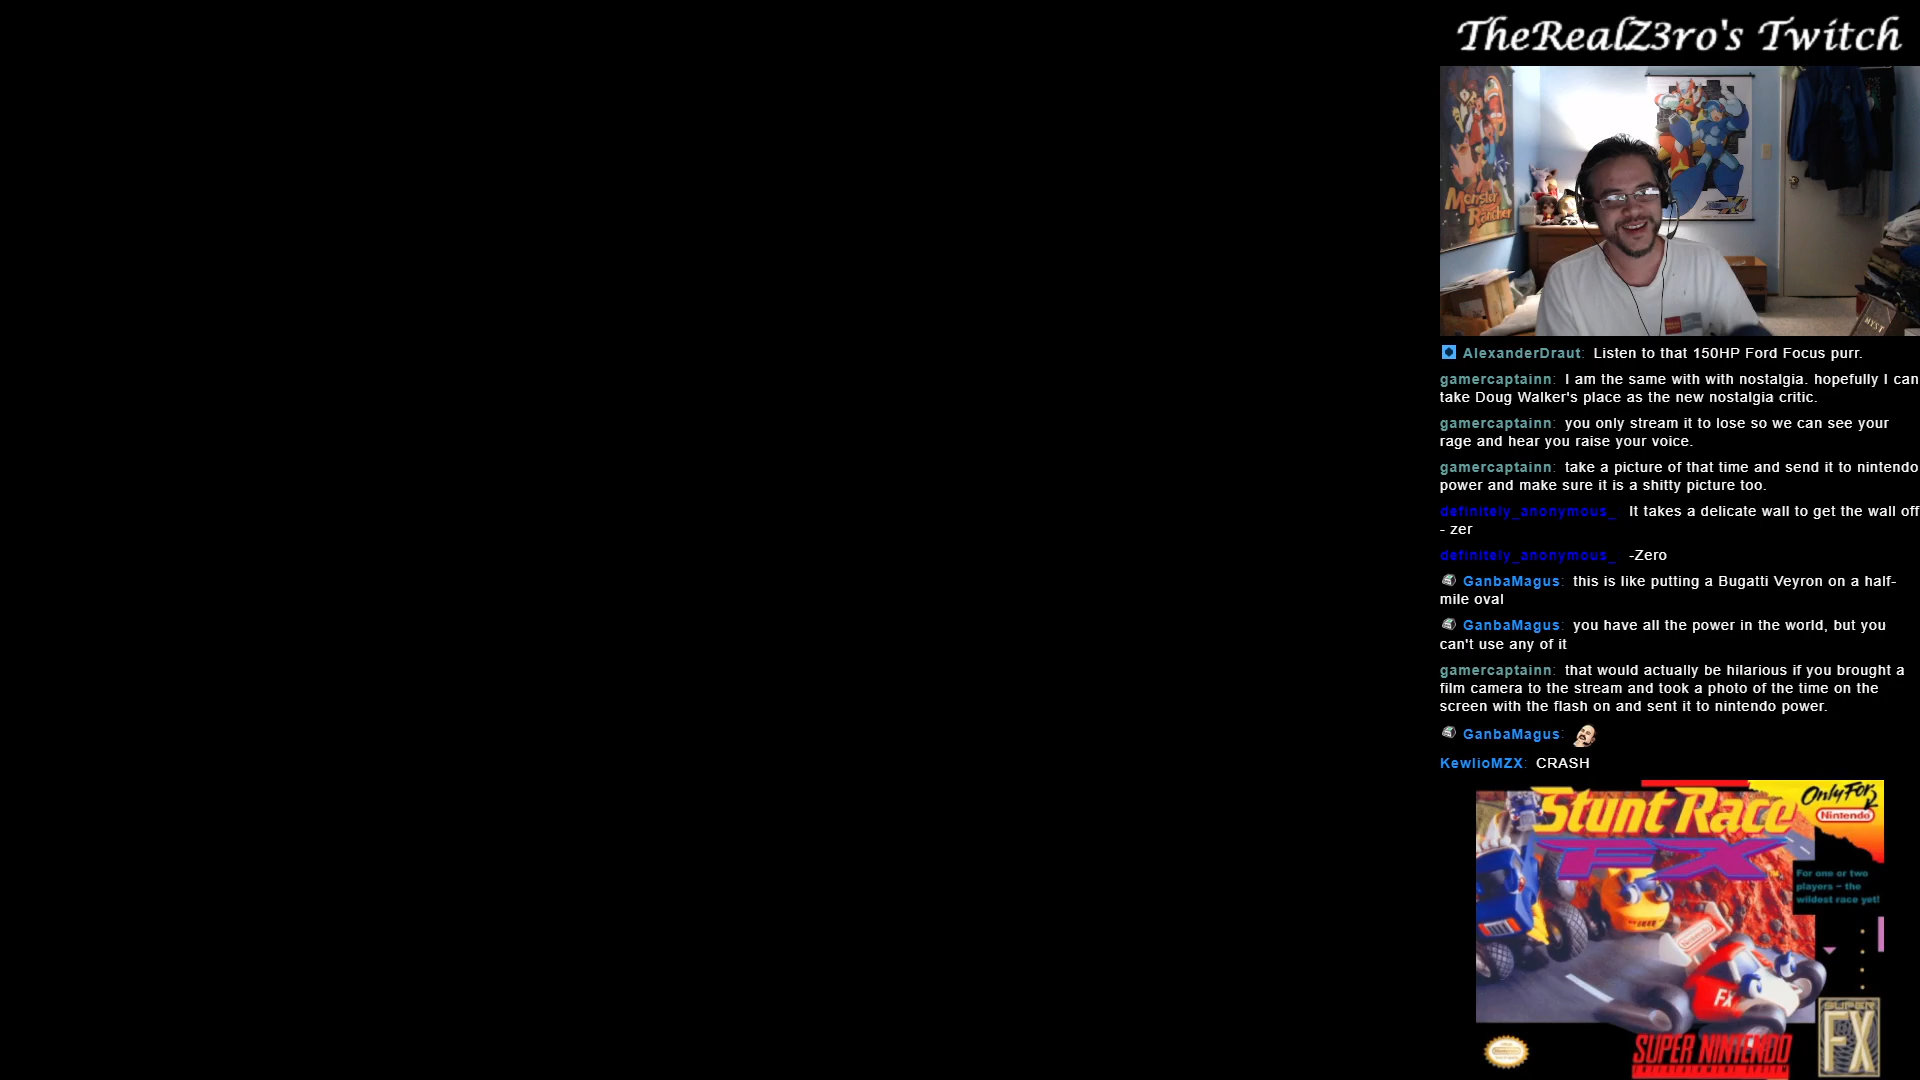 TheRealZ3ro's Twitch
Monster
Rancher
MYST
AlexanderDraut: Listen to that 150HP Ford Focus purr.
gamercaptainn: I am the same with with nostalgia. hopefully I can
take Doug Walker's place as the new nostalgia critic.
gamercaptainn: you only stream it to lose so we can see your
rage and hear you raise your voice.
gamercaptainn: take a picture of that time and send it to nintendo
power and make sure it is a shitty picture too.
definitely_anonymous_ It takes a delicate wall to get the wall off
- zer
definitely_anonymous_ -Zero
GanbaMagus: this is like putting a Bugatti Veyron on a half-
mile oval
GanbaMagus: you have all the power in the world, but you
can't use any of it
gamercaptainn: that would actually be hilarious if you brought a
film camera to the stream and took a photo of the time on the
screen with the flash on and sent it to nintendo power.
GanbaMagus:
KewlioMZX: CRASH
Stunt Race
FX
Only For
Nintendo
For one or two
players ~ the
wildest race yet!
Nintendo
FX
SUPER
FX
SUPER NINTENDO
ENTERTAINMENT SYSTEM